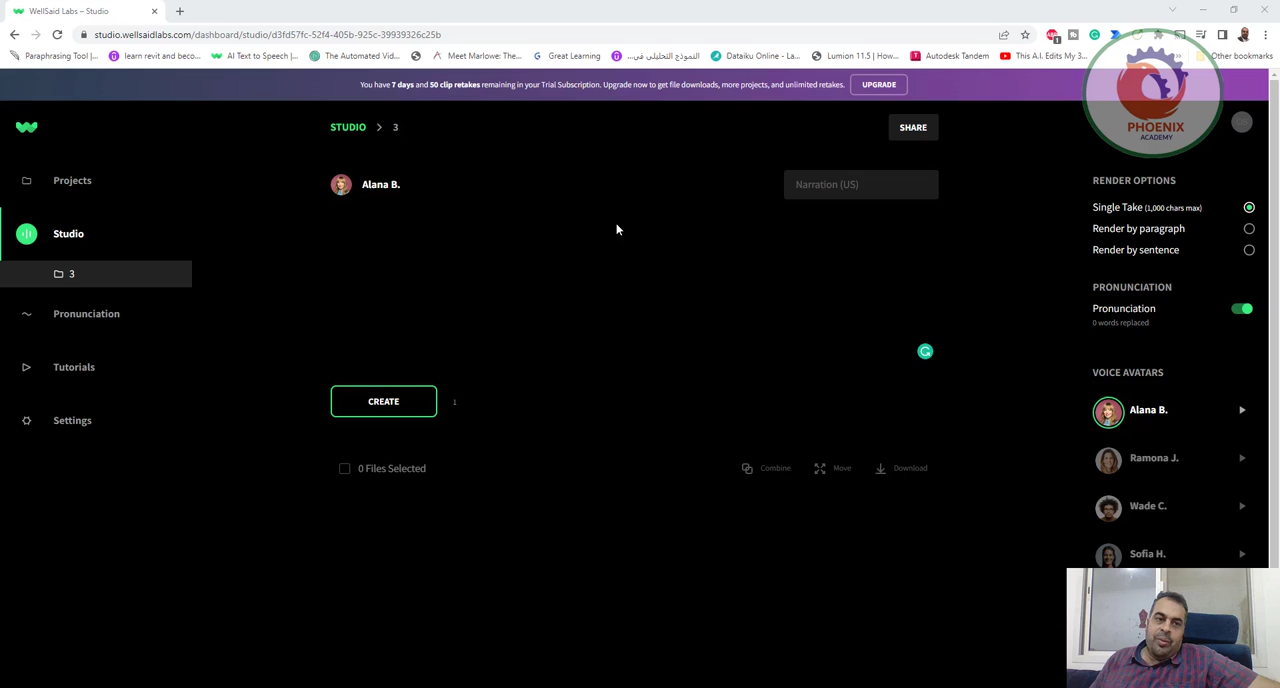 WellSaid Labs – Studio
studio.wellsaidlabs.com/dashboard/studio/d3fd57fc-52f4-405b-925c-39939326c25b
Paraphrasing Tool |...
learn revit and beco...
AI Text to Speech |...
The Automated Vid...
Meet Marlowe: The...
Great Learning
النموذج التحليلي في...
Dataiku Online - La...
Lumion 11.5 | How...
Autodesk Tandem
This A.I. Edits My 3...
Other bookmarks
You have 7 days and 50 clip retakes remaining in your Trial Subscription. Upgrade now to get file downloads, more projects, and unlimited retakes.
UPGRADE
PHOENIX
ACADEMY
STUDIO > 3
SHARE
Projects
Studio
3
Pronunciation
Tutorials
Settings
Alana B.
Narration (US)
CREATE
1
0 Files Selected
Combine
Move
Download
RENDER OPTIONS
Single Take (1,000 chars max)
Render by paragraph
Render by sentence
PRONUNCIATION
Pronunciation
0 words replaced
VOICE AVATARS
Alana B.
Ramona J.
Wade C.
Sofia H.